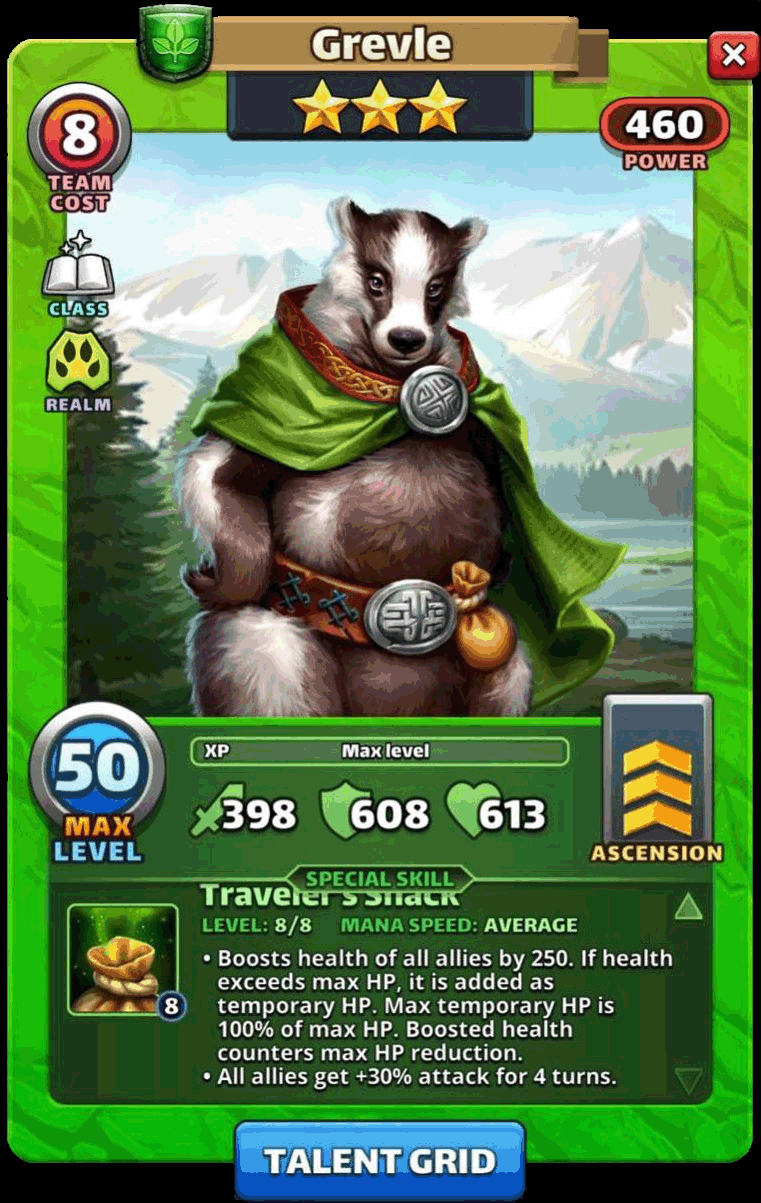 Grevle
8
TEAM
COST
460
POWER
CLASS
REALM
50
MAX
LEVEL
XP Max level
398 608 613
ASCENSION
SPECIAL SKILL
Traveler's Snack
LEVEL: 8/8 MANA SPEED: AVERAGE
8
• Boosts health of all allies by 250. If health
exceeds max HP, it is added as
temporary HP. Max temporary HP is
100% of max HP. Boosted health
counters max HP reduction.
• All allies get +30% attack for 4 turns.
TALENT GRID